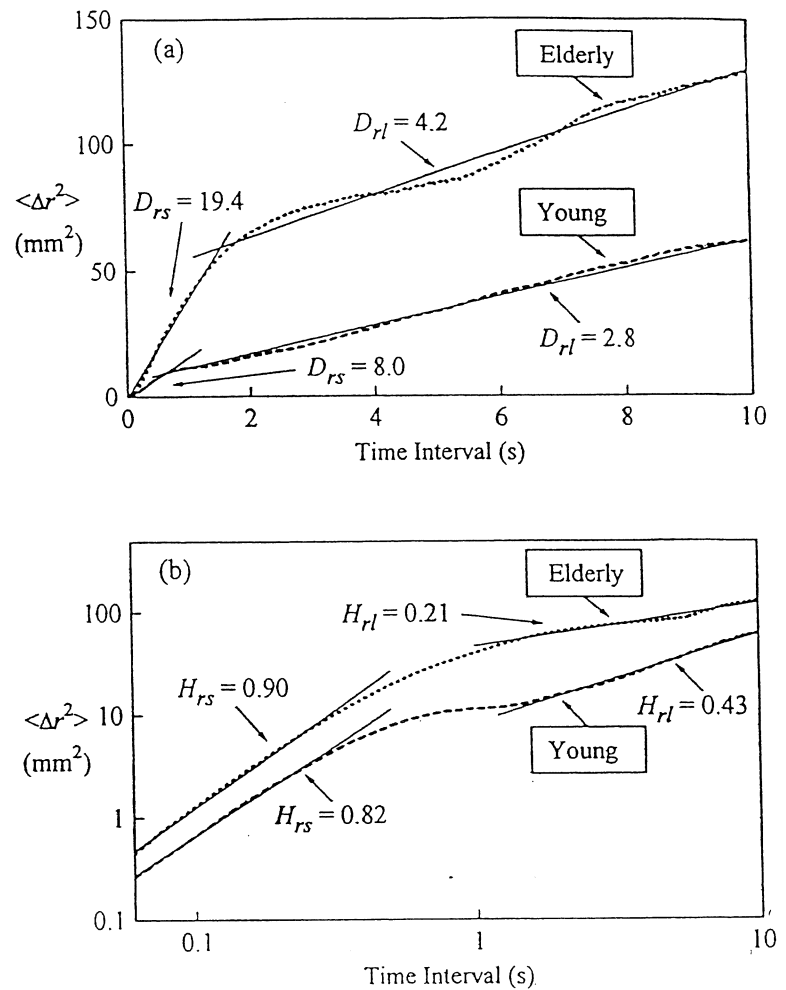 150
(a)
Elderly
100
D_rl = 4.2
<Δr²>
(mm²)
D_rs = 19.4
Young
50
D_rl = 2.8
D_rs = 8.0
0
0 2 4 6 8 10
Time Interval (s)
(b)
Elderly
100
H_rl = 0.21
H_rs = 0.90
<Δr²>
(mm²)
10
H_rl = 0.43
Young
1
H_rs = 0.82
0.1
0.1 1 10
Time Interval (s)